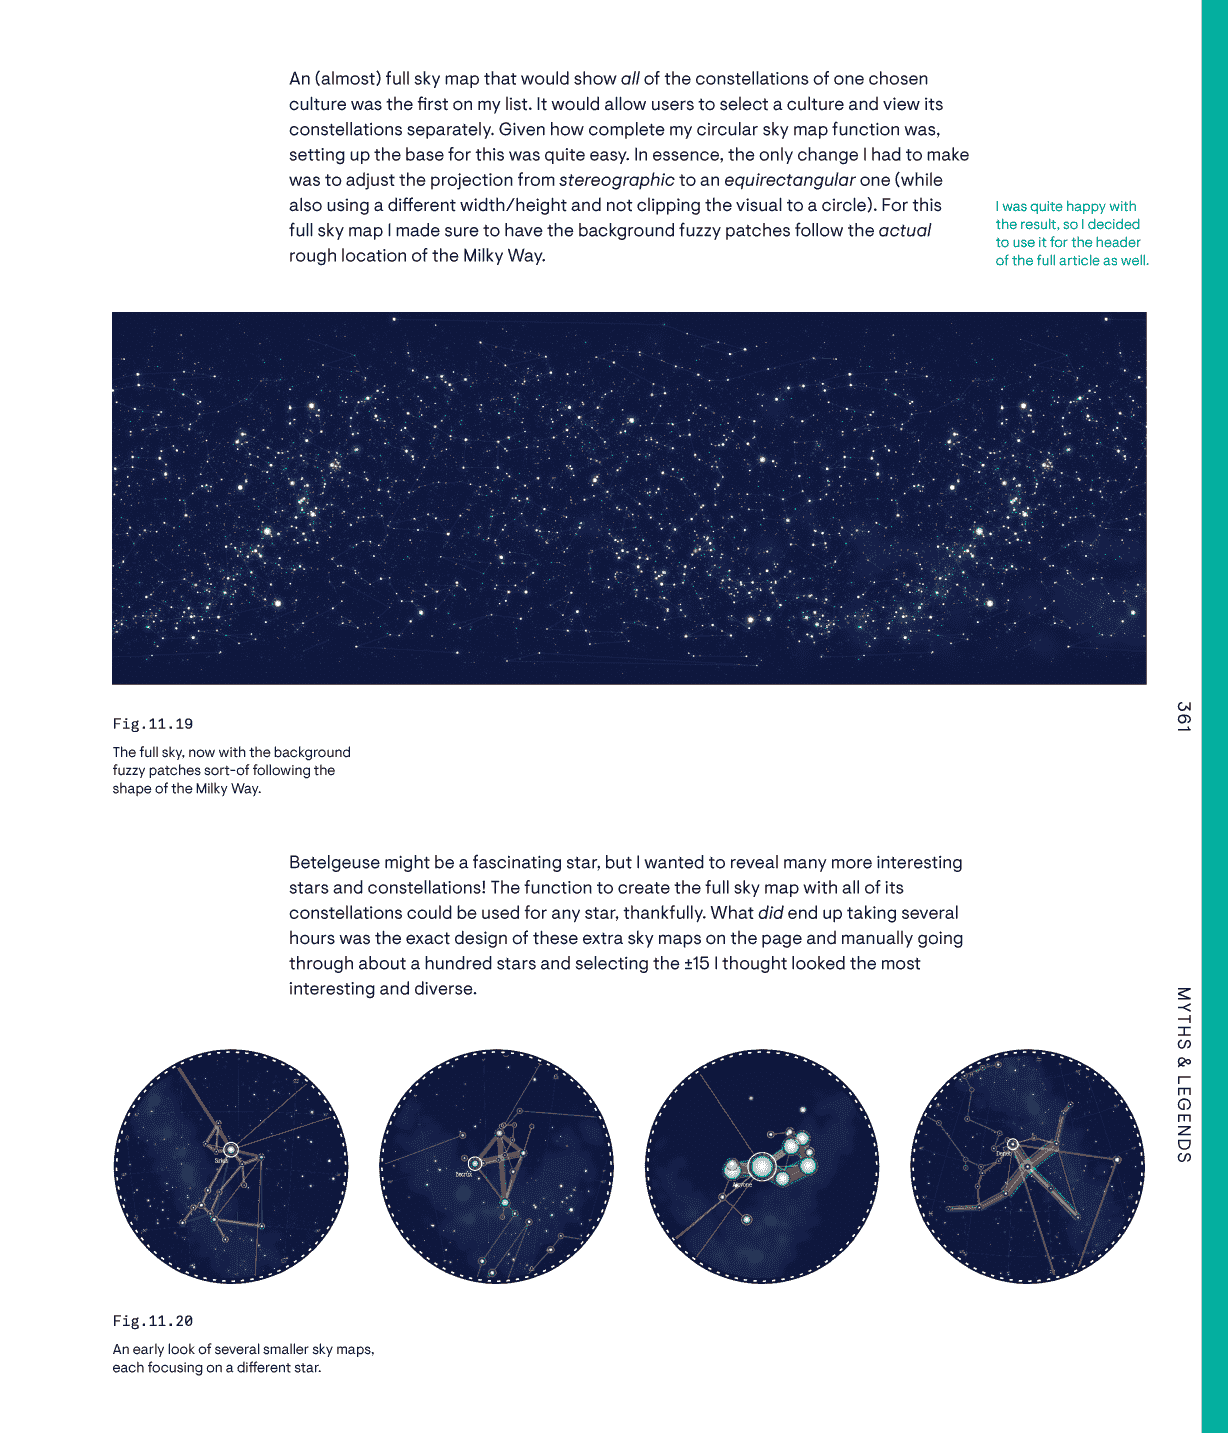 An (almost) full sky map that would show all of the constellations of one chosen
culture was the first on my list. It would allow users to select a culture and view its
constellations separately. Given how complete my circular sky map function was,
setting up the base for this was quite easy. In essence, the only change I had to make
was to adjust the projection from stereographic to an equirectangular one (while
also using a different width/height and not clipping the visual to a circle). For this
full sky map I made sure to have the background fuzzy patches follow the actual
rough location of the Milky Way.
I was quite happy with
the result, so I decided
to use it for the header
of the full article as well.
Fig.11.19
The full sky, now with the background
fuzzy patches sort-of following the
shape of the Milky Way.
361
Betelgeuse might be a fascinating star, but I wanted to reveal many more interesting
stars and constellations! The function to create the full sky map with all of its
constellations could be used for any star, thankfully. What did end up taking several
hours was the exact design of these extra sky maps on the page and manually going
through about a hundred stars and selecting the ±15 I thought looked the most
interesting and diverse.
MYTHS & LEGENDS
Sirius
Becrux
Alcyone
Deneb
Fig.11.20
An early look of several smaller sky maps,
each focusing on a different star.